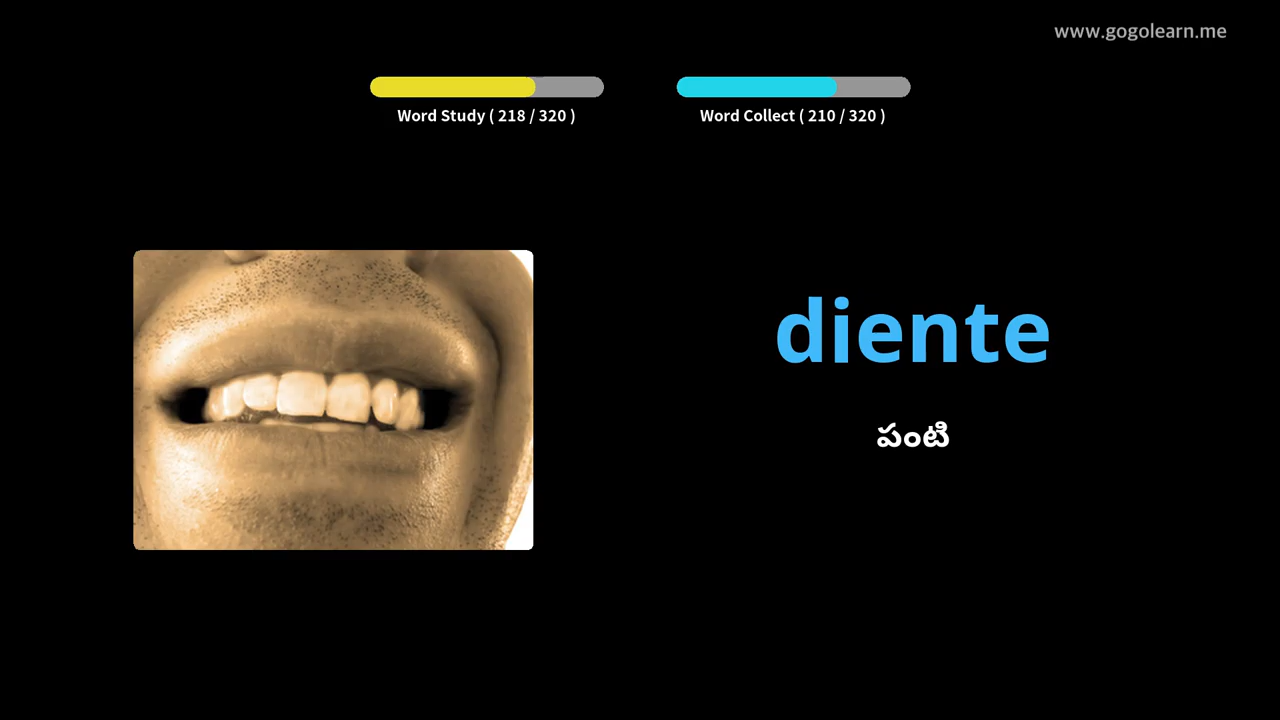 www.gogolearn.me
Word Study ( 218 / 320 )
Word Collect ( 210 / 320 )
diente
పంటి